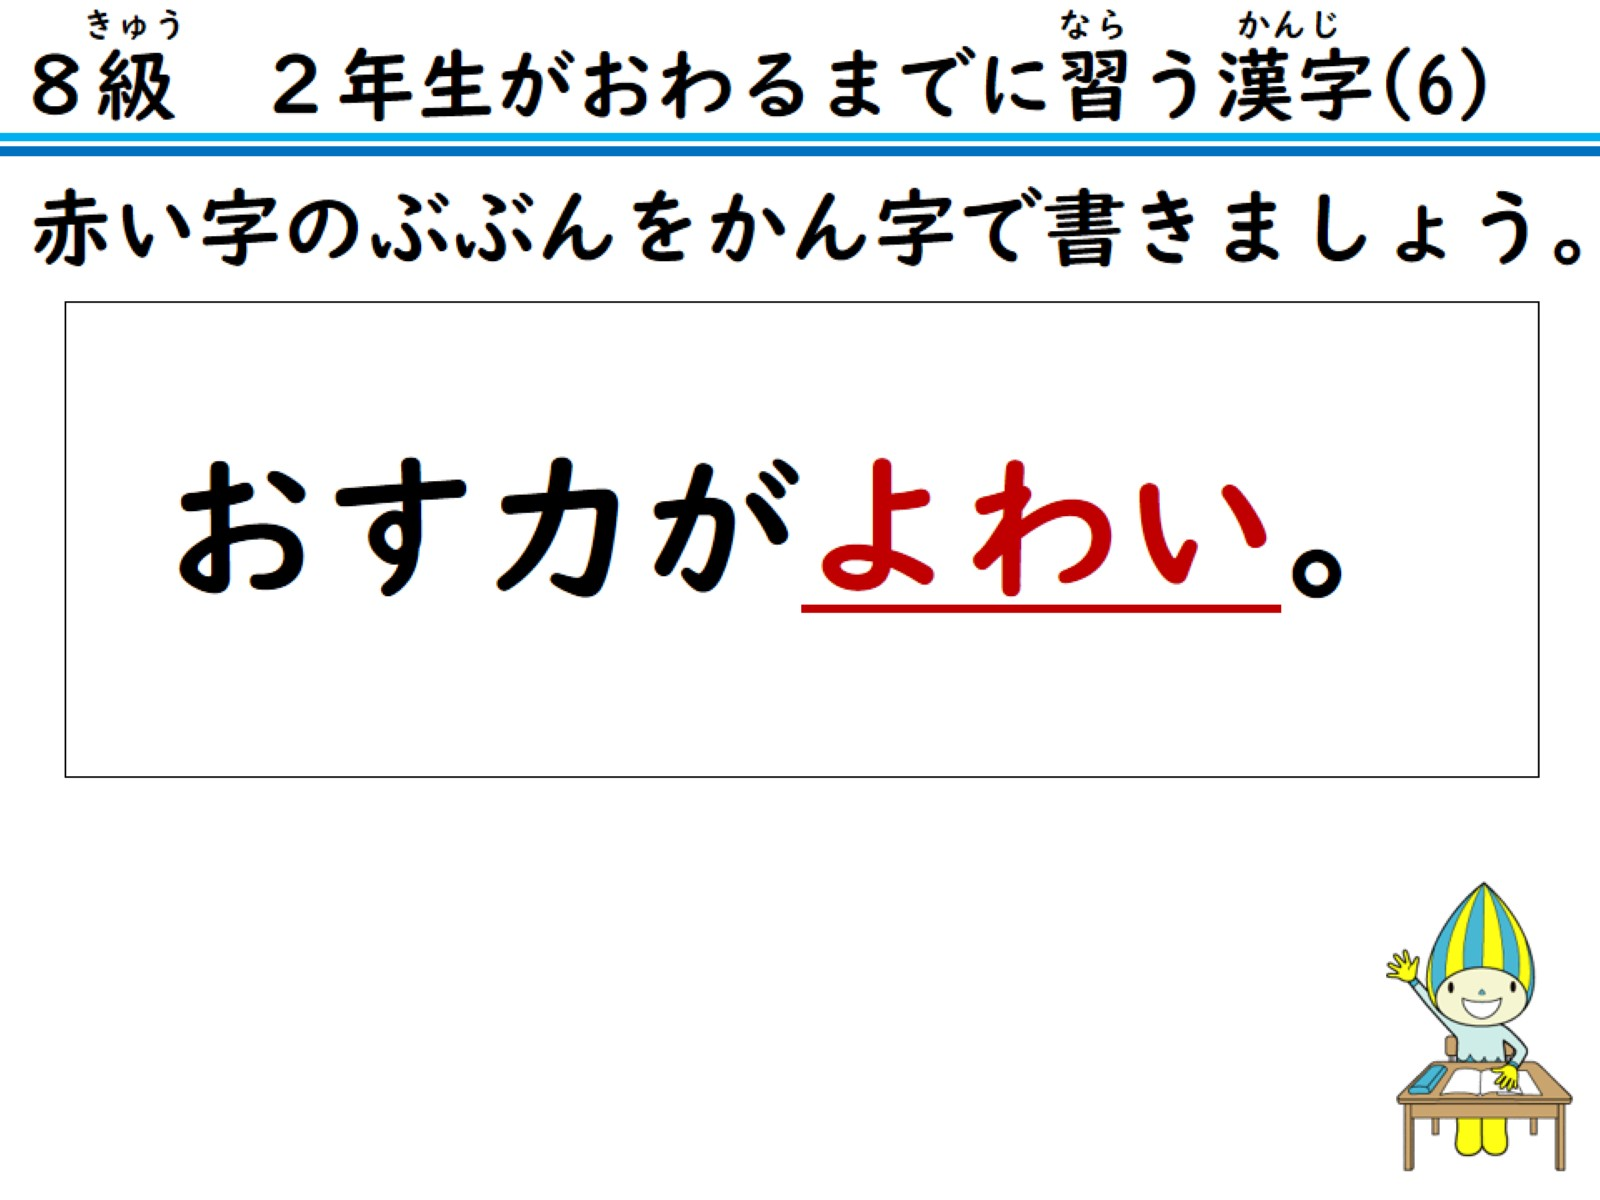 きゅう なら かんじ
８級　２年生がおわるまでに習う漢字(6)
赤い字のぶぶんをかん字で書きましょう。
おす力がよわい。